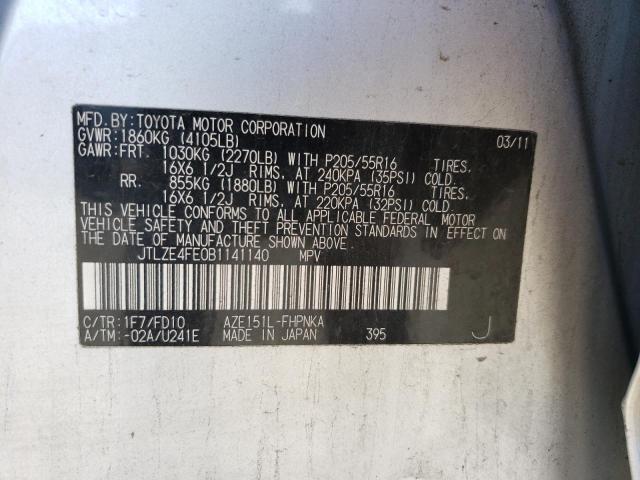 MFD.BY:TOYOTA MOTOR CORPORATION 03/11
GVWR:1860KG (4105LB)
GAWR:FRT. 1030KG (2270LB) WITH P205/55R16 TIRES.
16X6 1/2J RIMS. AT 240KPA (35PSI) COLD.
RR. 855KG (1880LB) WITH P205/55R16 TIRES.
16X6 1/2J RIMS. AT 220KPA (32PSI) COLD.
THIS VEHICLE CONFORMS TO ALL APPLICABLE FEDERAL MOTOR
VEHICLE SAFETY AND THEFT PREVENTION STANDARDS IN EFFECT ON
THE DATE OF MANUFACTURE SHOWN ABOVE.
JTLZE4FE0B1141140 MPV
C/TR:1F7/FD10 AZE151L-FHPNKA
A/TM:-02A/U241E MADE IN JAPAN 395 J